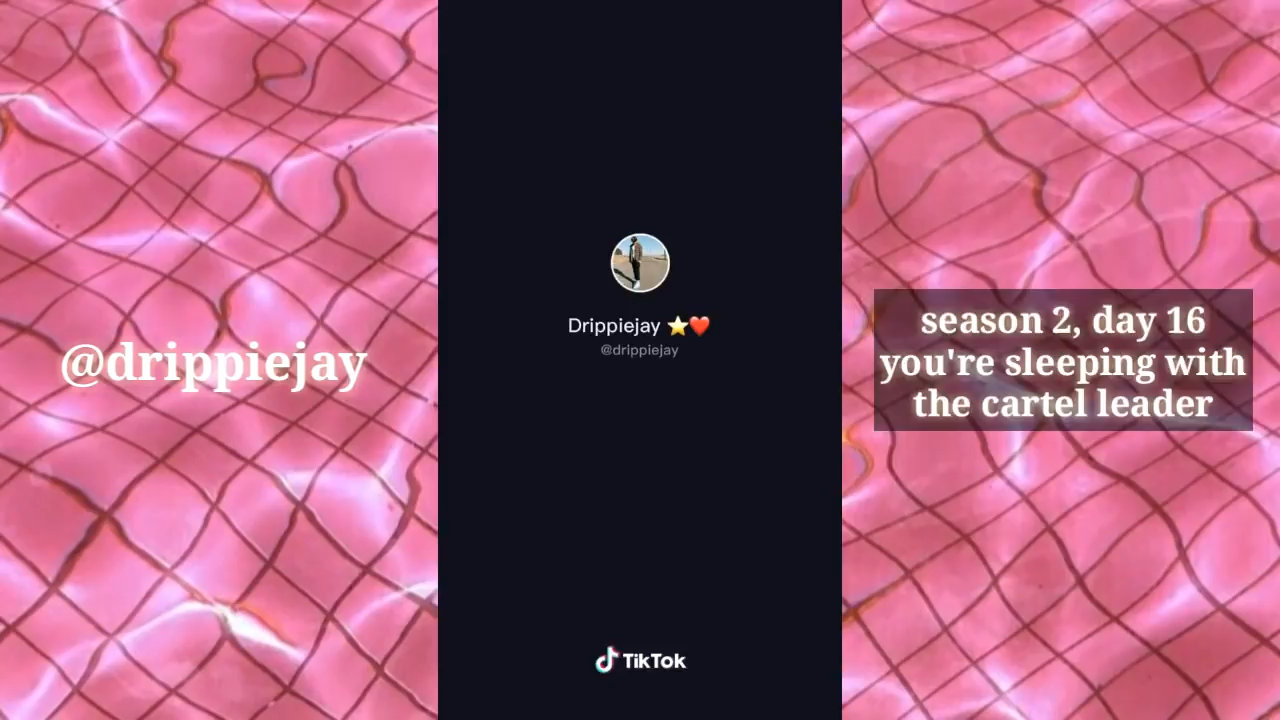 @drippiejay
Drippiejay ⭐❤️
@drippiejay
TikTok
season 2, day 16
you're sleeping with
the cartel leader